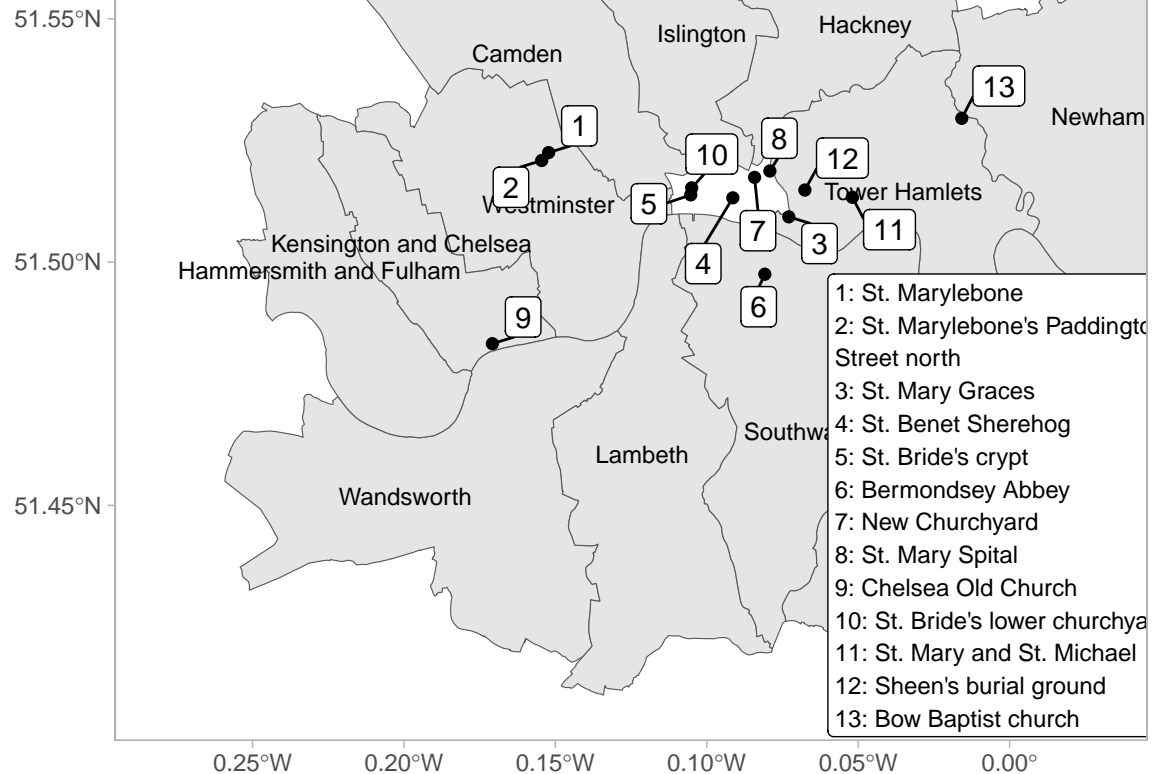 51.55°N
Hackney
Islington
Camden
13
1
Newham
8
10
12
2
5
Tower Hamlets
Westminster
7
11
3
Kensington and Chelsea
4
51.50°N
Hammersmith and Fulham
6
1: St. Marylebone
9
2: St. Marylebone's Paddingto
Street north
3: St. Mary Graces
4: St. Benet Sherehog
Southwa
Lambeth
5: St. Bride's crypt
6: Bermondsey Abbey
Wandsworth
51.45°N
7: New Churchyard
8: St. Mary Spital
9: Chelsea Old Church
10: St. Bride's lower churchya
11: St. Mary and St. Michael
12: Sheen's burial ground
13: Bow Baptist church
0.25°W 0.20°W 0.15°W 0.10°W 0.05°W 0.00°